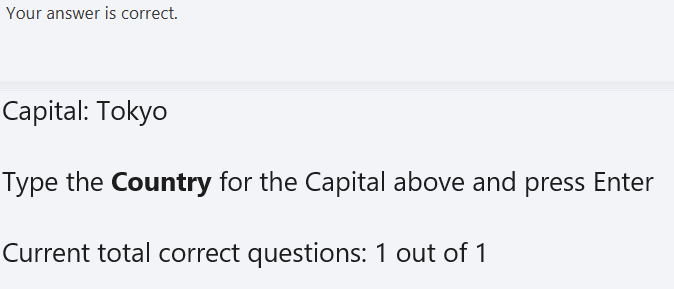 Your answer is correct.
Capital: Tokyo
Type the Country for the Capital above and press Enter
Current total correct questions: 1 out of 1